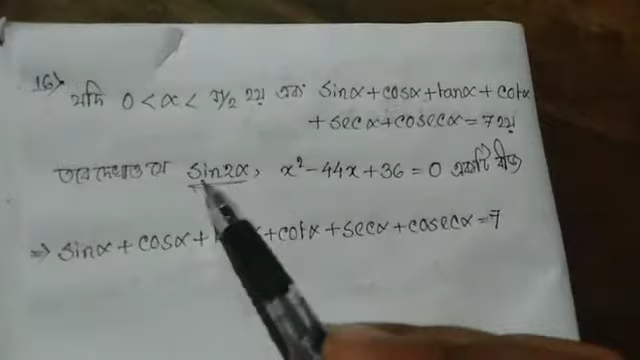 16) যদি 0 < α < π/2 হয় এবং sinα + cosα + tanα + cotα
+ secα + cosecα = 7 হয়
তবে দেখাও যে sin2α, x² - 44x + 36 = 0 একটি বীজ
⇒ sinα + cosα + + cotα + secα + cosecα = 7